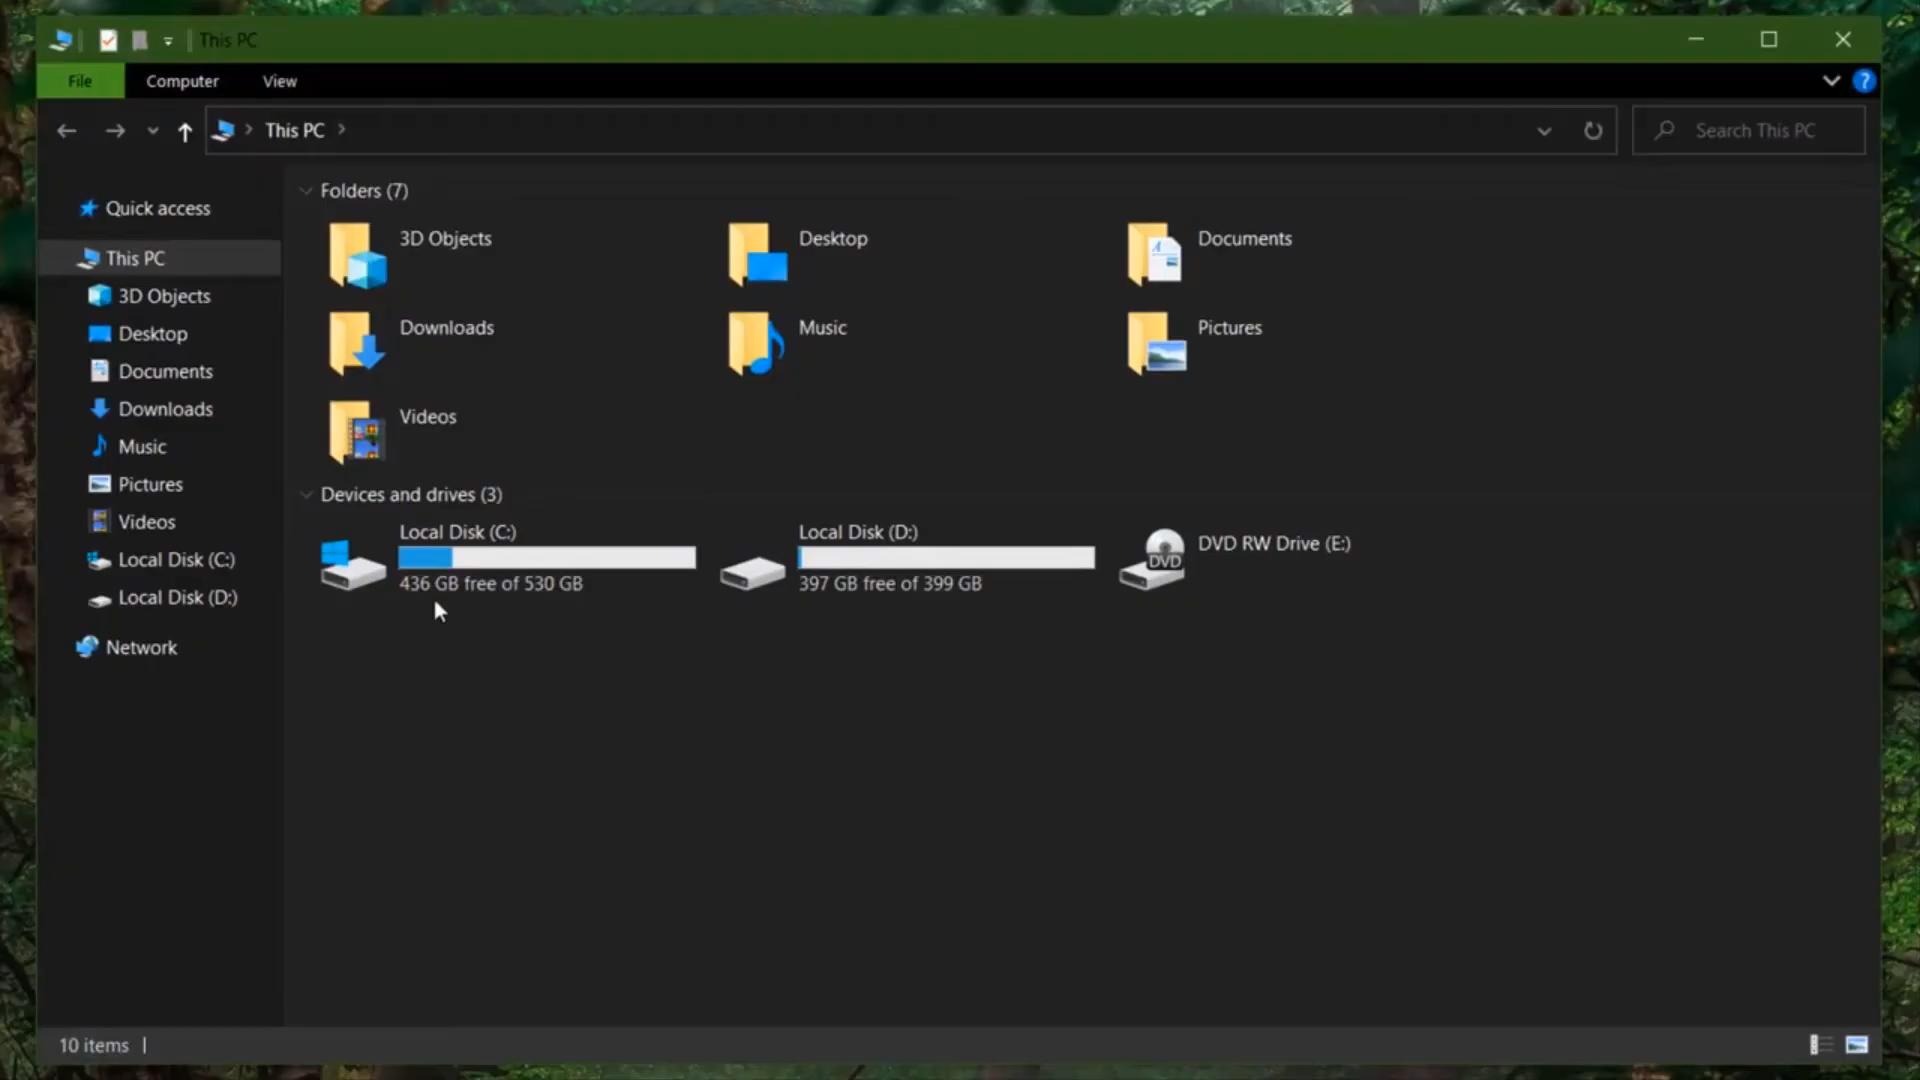 This PC
File Computer View
?
This PC
Search This PC
Quick access
This PC
3D Objects
Desktop
Documents
Downloads
Music
Pictures
Videos
Local Disk (C:)
Local Disk (D:)
Network
Folders (7)
3D Objects
Desktop
Documents
Downloads
Music
Pictures
Videos
Devices and drives (3)
Local Disk (C:)
436 GB free of 530 GB
Local Disk (D:)
397 GB free of 399 GB
DVD
DVD RW Drive (E:)
10 items